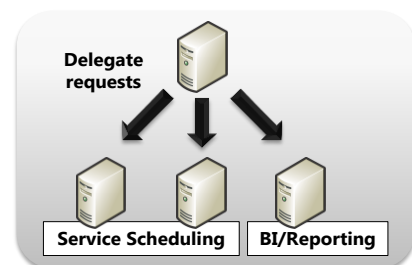 Delegate
requests
Service Scheduling
BI/Reporting